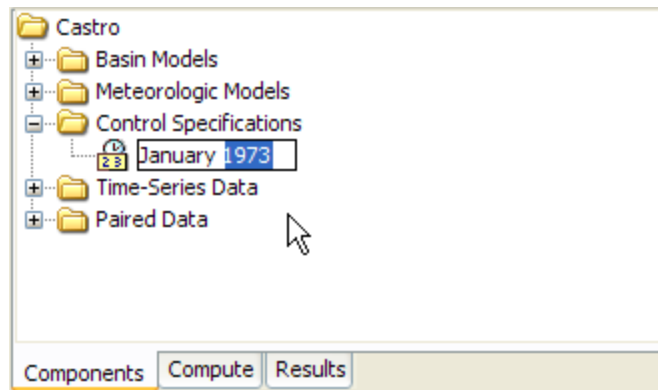 Castro
Basin Models
Meteorologic Models
Control Specifications
January 1973
Time-Series Data
Paired Data
Components Compute Results